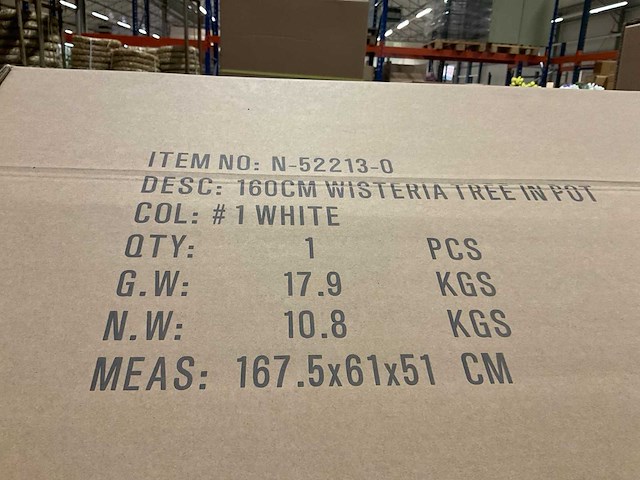 ITEM NO: N-52213-0
DESC: 160CM WISTERIA TREE IN POT
COL: #1 WHITE
QTY: 1 PCS
G.W: 17.9 KGS
N.W: 10.8 KGS
MEAS: 167.5x61x51 CM